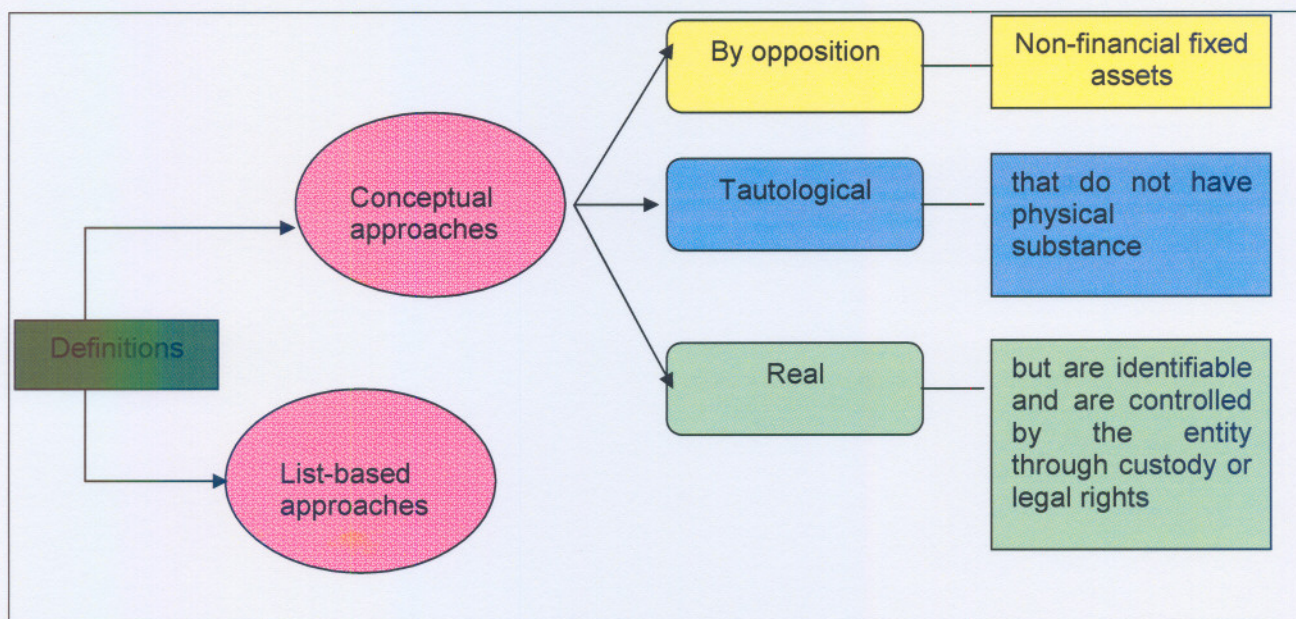 By opposition
Non-financial fixed
assets
Conceptual
approaches
Tautological
that do not have
physical
substance
Definitions
Real
but are identifiable
and are controlled
by the entity
through custody or
legal rights
List-based
approaches